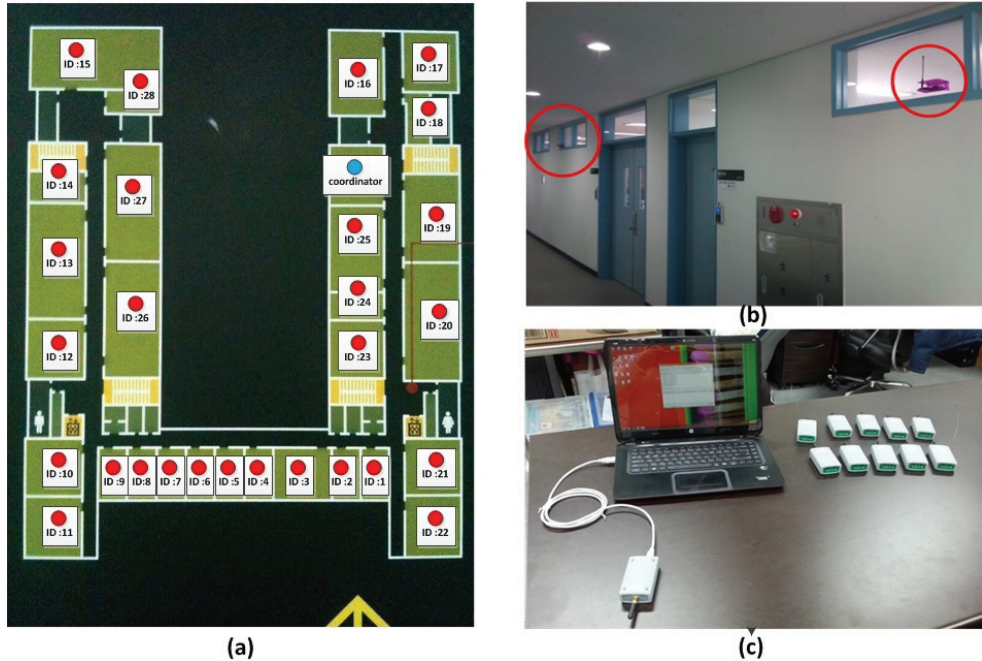 ID :15
ID :28
ID :16
ID :17
ID :18
ID :14
coordinator
ID :27
ID :19
ID :25
ID :13
ID :24
ID :26
ID :20
ID :12
ID :23
ID :10
ID :9
ID :8
ID :7
ID :6
ID :5
ID :4
ID :3
ID :2
ID :1
ID :21
ID :11
ID :22
(a)
(b)
(c)